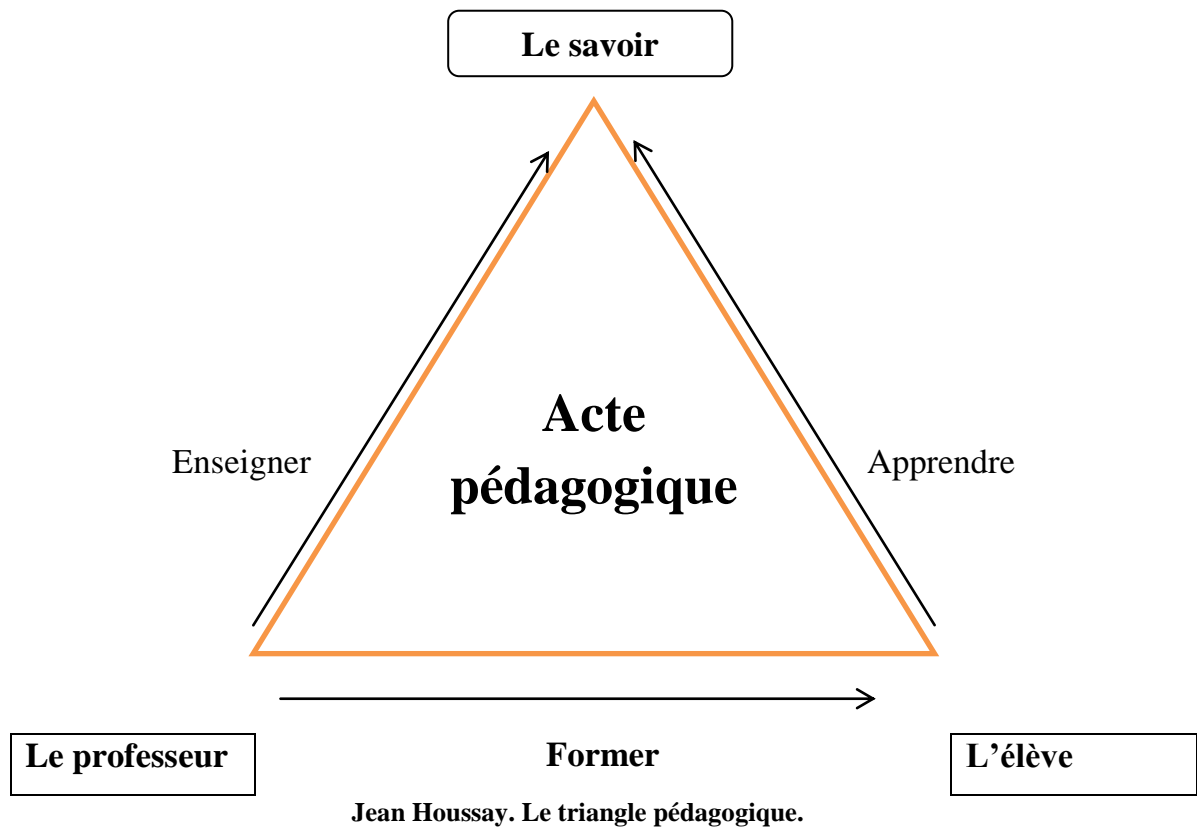 Le savoir
Acte
pédagogique
Enseigner
Apprendre
Le professeur
Former
L’élève
Jean Houssay. Le triangle pédagogique.